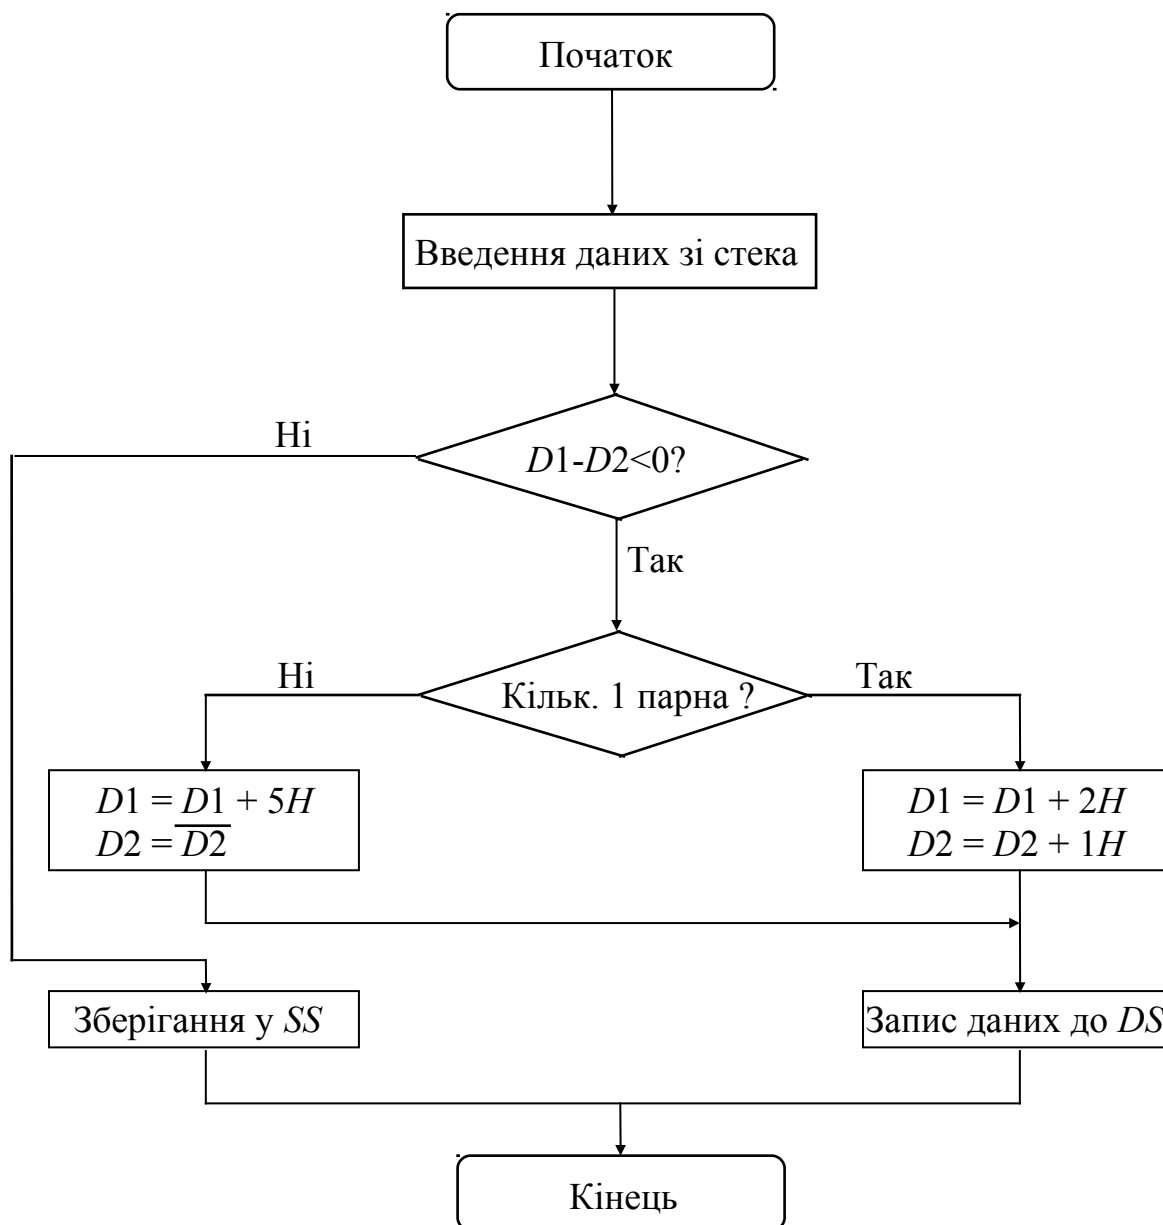 Початок
Введення даних зі стека
Ні
D1-D2<0?
Так
Ні
Кільк. 1 парна ?
Так
D1 = D1 + 5H
D2 = D̅2̅
D1 = D1 + 2H
D2 = D2 + 1H
Зберігання у SS
Запис даних до DS
Кінець